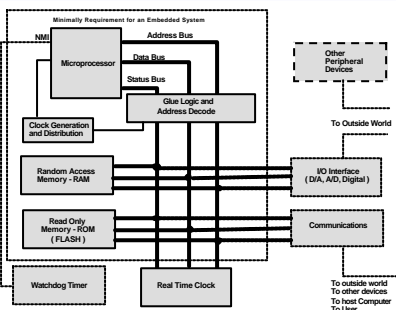 Minimally Requirement for an Embedded System
NMI
Address Bus
Microprocessor
Data Bus
Status Bus
Other
Peripheral
Devices
Glue Logic and
Address Decode
Clock Generation
and Distribution
To Outside World
Random Access
Memory - RAM
I/O Interface
( D/A, A/D, Digital )
Read Only
Memory - ROM
( FLASH )
Communications
Watchdog Timer
Real Time Clock
To outside world
To other devices
To host Computer
To User